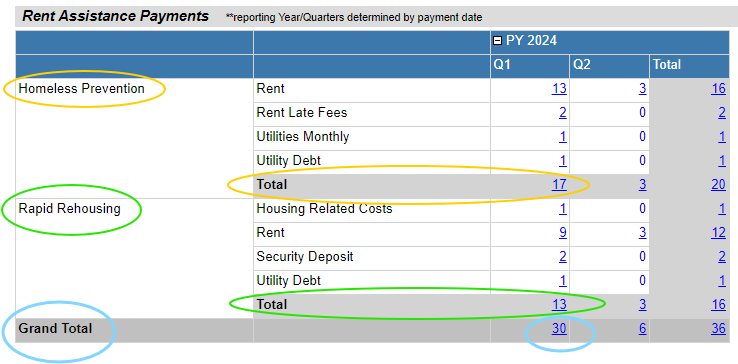 Rent Assistance Payments **reporting Year/Quarters determined by payment date
PY 2024
Q1 Q2 Total
Homeless Prevention Rent 13 3 16
Rent Late Fees 2 0 2
Utilities Monthly 1 0 1
Utility Debt 1 0 1
Total 17 3 20
Rapid Rehousing Housing Related Costs 1 0 1
Rent 9 3 12
Security Deposit 2 0 2
Utility Debt 1 0 1
Total 13 3 16
Grand Total 30 6 36